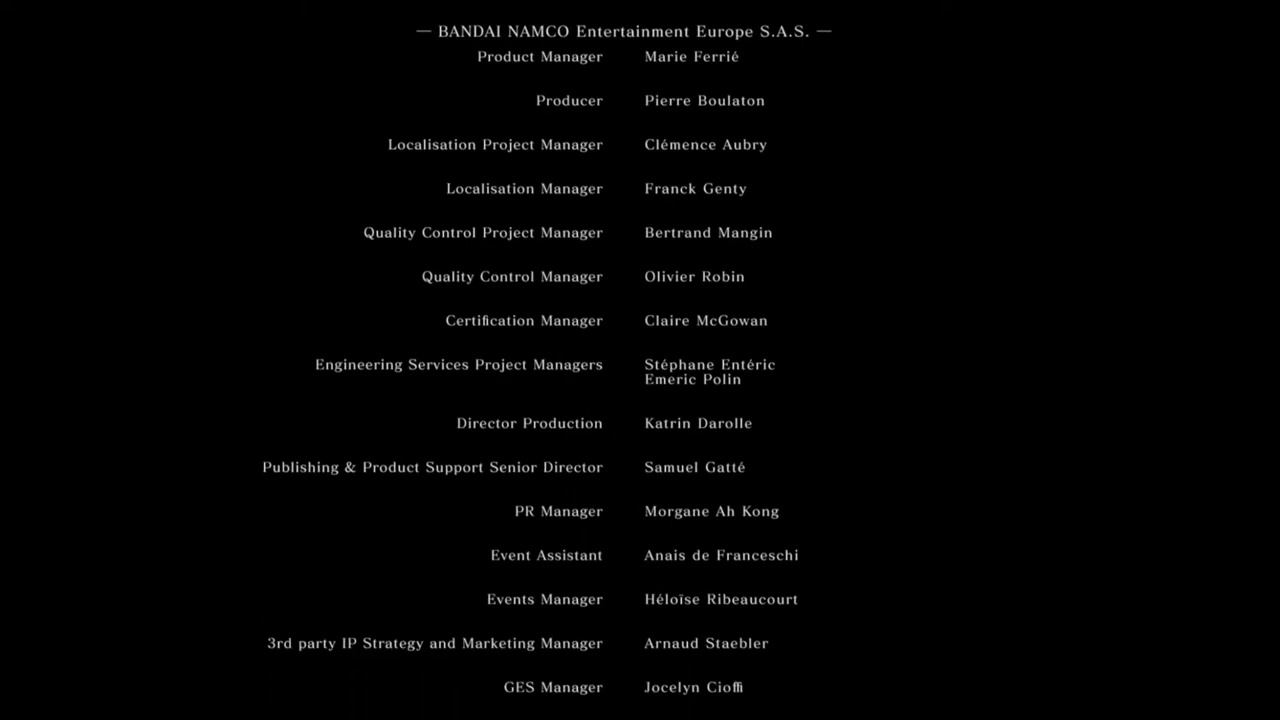 — BANDAI NAMCO Entertainment Europe S.A.S. —
Product Manager Marie Ferrié
Producer Pierre Boulaton
Localisation Project Manager Clémence Aubry
Localisation Manager Franck Genty
Quality Control Project Manager Bertrand Mangin
Quality Control Manager Olivier Robin
Certification Manager Claire McGowan
Engineering Services Project Managers Stéphane Entéric
Emeric Polin
Director Production Katrin Darolle
Publishing & Product Support Senior Director Samuel Gatté
PR Manager Morgane Ah Kong
Event Assistant Anais de Franceschi
Events Manager Héloïse Ribeaucourt
3rd party IP Strategy and Marketing Manager Arnaud Staebler
GES Manager Jocelyn Cioffi